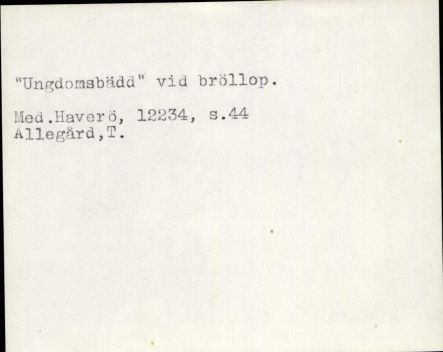 "Ungdomsbädd" vid bröllop.
Med.Haverö, 12234, s.44
Allegård,T.